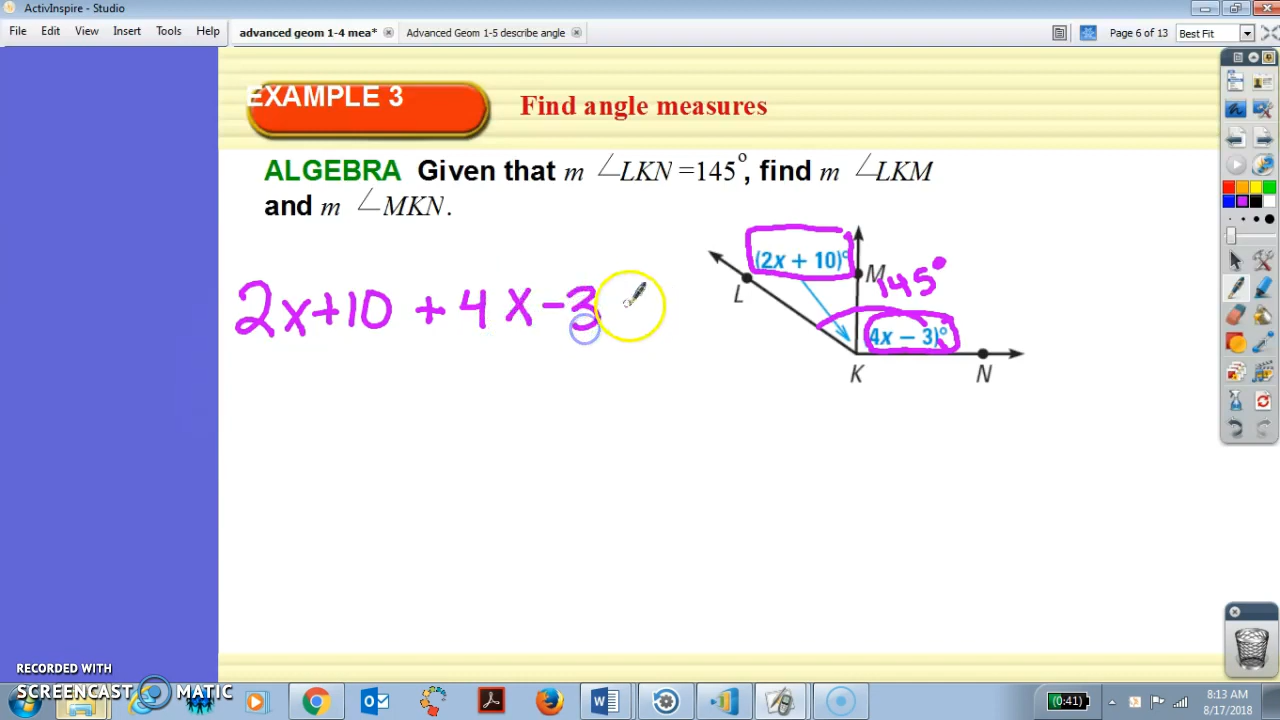 ActivInspire - Studio
File Edit View Insert Tools Help
advanced geom 1-4 mea* Advanced Geom 1-5 describe angle
Page 6 of 13 Best Fit
EXAMPLE 3
Find angle measures
ALGEBRA Given that m ∠LKN =145°, find m ∠LKM
and m ∠MKN.
(2x + 10)°
M
145°
L
2x+10 + 4x-3
4x − 3)°
K
N
RECORDED WITH
SCREENCAST MATIC
(0:41)
8:13 AM
8/17/2018